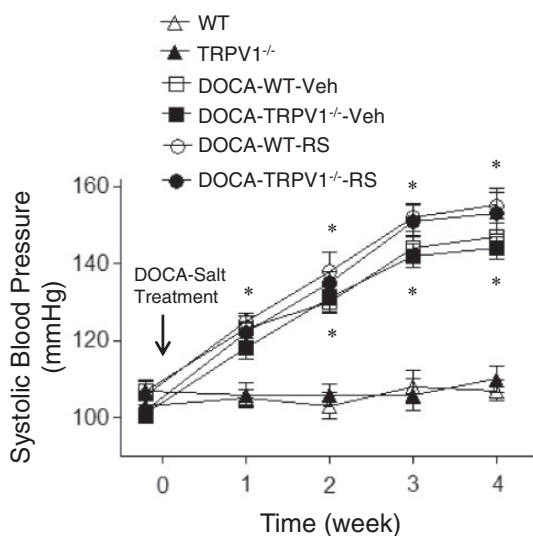 WT
TRPV1-/-
DOCA-WT-Veh
DOCA-TRPV1-/--Veh
DOCA-WT-RS
DOCA-TRPV1-/--RS
Systolic Blood Pressure
(mmHg)
160
140
120
100
DOCA-Salt
Treatment
* * * *
* * *
0 1 2 3 4
Time (week)